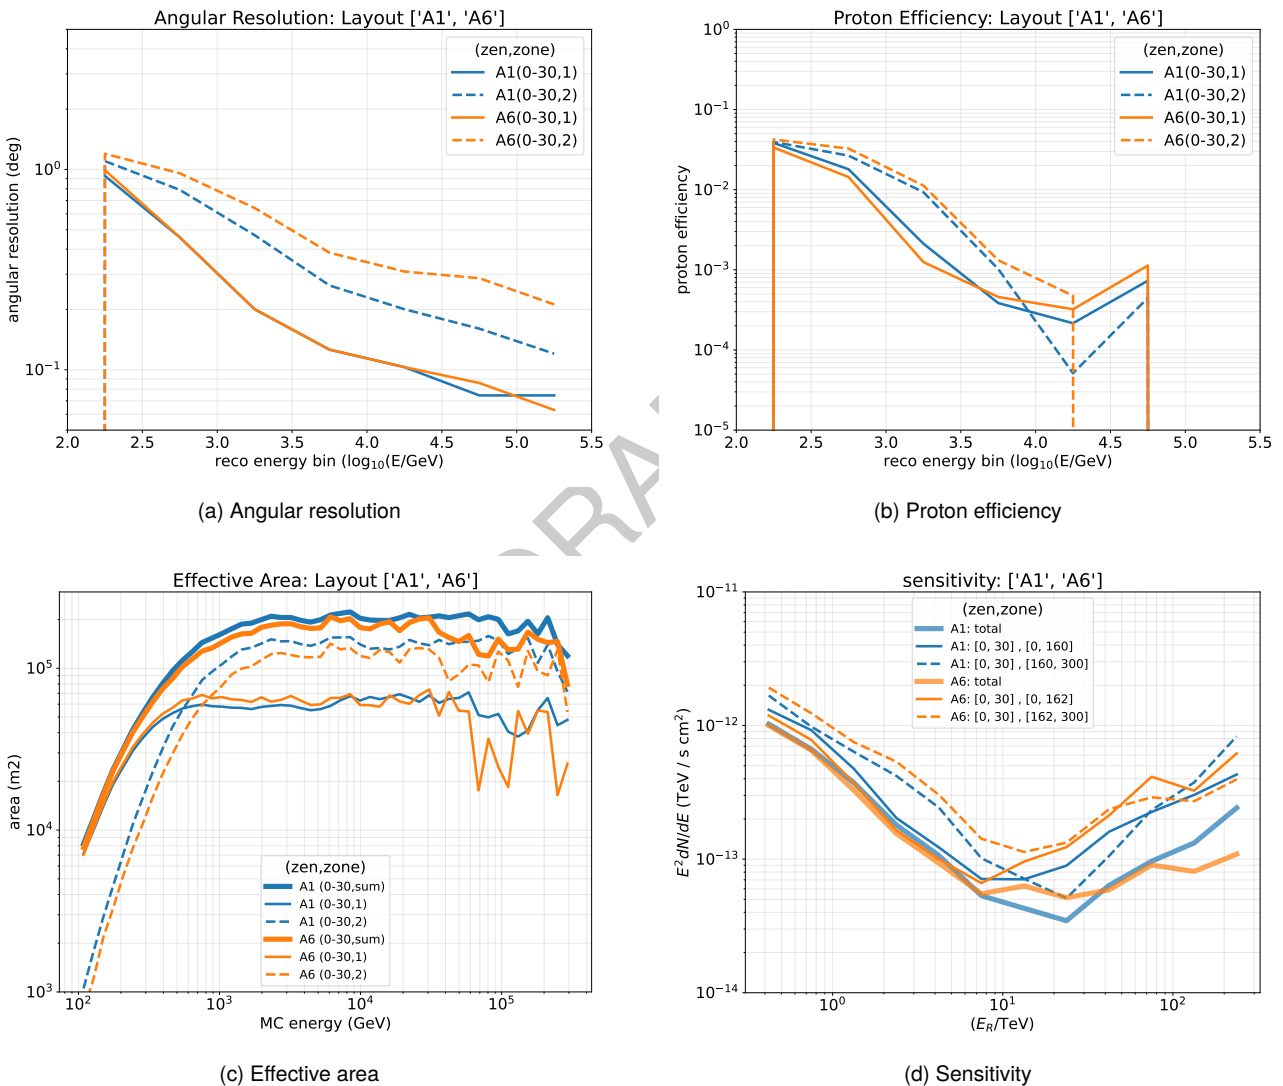 Angular Resolution: Layout ['A1', 'A6']
(zen,zone)
A1(0-30,1)
A1(0-30,2)
A6(0-30,1)
A6(0-30,2)
angular resolution (deg)
10⁰
10⁻¹
2.0 2.5 3.0 3.5 4.0 4.5 5.0 5.5
reco energy bin (log₁₀(E/GeV)
(a) Angular resolution
Proton Efficiency: Layout ['A1', 'A6']
(zen,zone)
A1(0-30,1)
A1(0-30,2)
A6(0-30,1)
A6(0-30,2)
proton efficiency
10⁰
10⁻¹
10⁻²
10⁻³
10⁻⁴
10⁻⁵
2.0 2.5 3.0 3.5 4.0 4.5 5.0 5.5
reco energy bin (log₁₀(E/GeV)
(b) Proton efficiency
DRA
Effective Area: Layout ['A1', 'A6']
area (m2)
10⁵
10⁴
10³
(zen,zone)
A1 (0-30,sum)
A1 (0-30,1)
A1 (0-30,2)
A6 (0-30,sum)
A6 (0-30,1)
A6 (0-30,2)
10² 10³ 10⁴ 10⁵
MC energy (GeV)
(c) Effective area
sensitivity: ['A1', 'A6']
(zen,zone)
A1: total
A1: [0, 30] , [0, 160]
A1: [0, 30] , [160, 300]
A6: total
A6: [0, 30] , [0, 162]
A6: [0, 30] , [162, 300]
E²dN/dE (TeV / s cm²)
10⁻¹¹
10⁻¹²
10⁻¹³
10⁻¹⁴
10⁰ 10¹ 10²
(E_R/TeV)
(d) Sensitivity